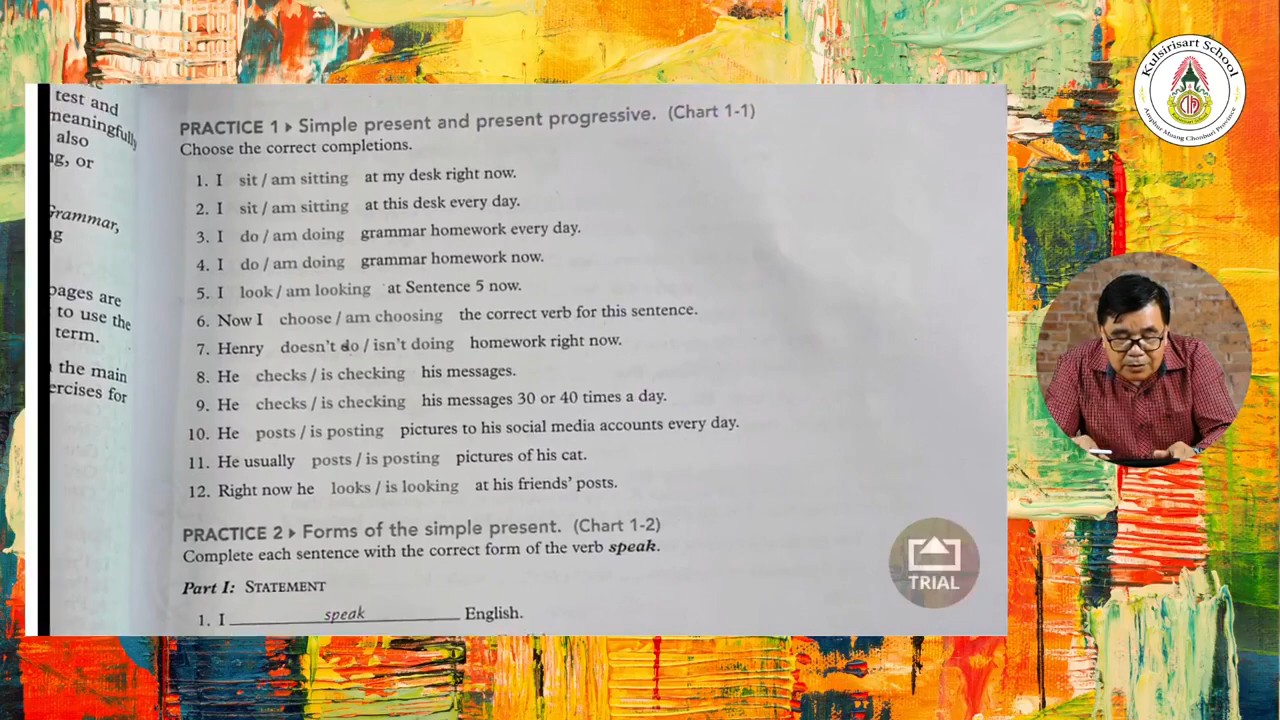 test and
meaningfully
also
ng, or
Grammar,
ng
pages are
to use the
term.
the main
ercises for
PRACTICE 1 ▸ Simple present and present progressive. (Chart 1-1)
Choose the correct completions.
1. I sit / am sitting at my desk right now.
2. I sit / am sitting at this desk every day.
3. I do / am doing grammar homework every day.
4. I do / am doing grammar homework now.
5. I look / am looking at Sentence 5 now.
6. Now I choose / am choosing the correct verb for this sentence.
7. Henry doesn't do / isn't doing homework right now.
8. He checks / is checking his messages.
9. He checks / is checking his messages 30 or 40 times a day.
10. He posts / is posting pictures to his social media accounts every day.
11. He usually posts / is posting pictures of his cat.
12. Right now he looks / is looking at his friends' posts.
PRACTICE 2 ▸ Forms of the simple present. (Chart 1-2)
Complete each sentence with the correct form of the verb speak.
Part I: STATEMENT
1. I speak English.
TRIAL
Kulsirisart School
Amphur Muang Chonburi Province